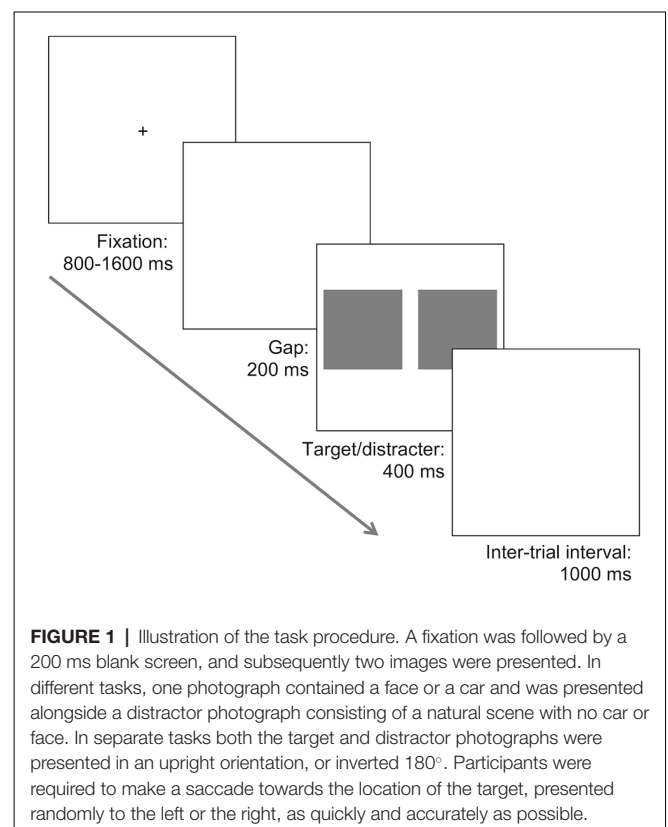 +
Fixation:
800-1600 ms
Gap:
200 ms
Target/distracter:
400 ms
Inter-trial interval:
1000 ms
FIGURE 1 | Illustration of the task procedure. A fixation was followed by a
200 ms blank screen, and subsequently two images were presented. In
different tasks, one photograph contained a face or a car and was presented
alongside a distractor photograph consisting of a natural scene with no car or
face. In separate tasks both the target and distractor photographs were
presented in an upright orientation, or inverted 180°. Participants were
required to make a saccade towards the location of the target, presented
randomly to the left or the right, as quickly and accurately as possible.